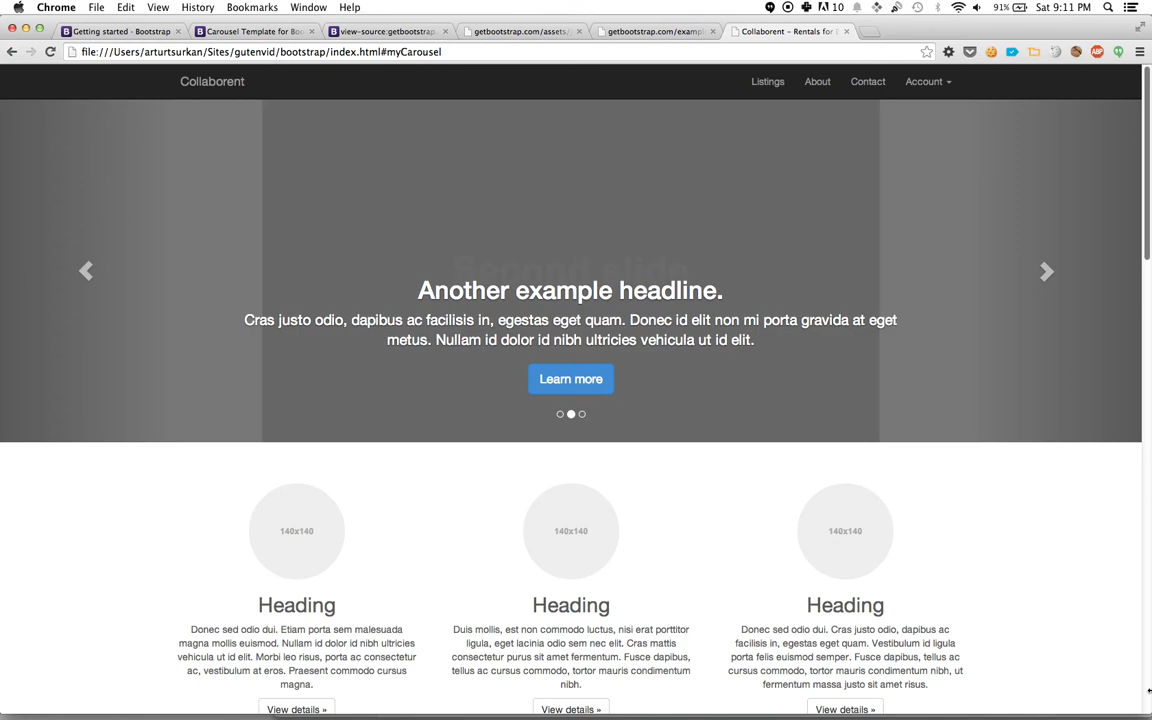 Chrome File Edit View History Bookmarks Window Help 10 91% Sat 9:11 PM
Getting started · Bootstrap Carousel Template for Boo view-source:getbootstrap. getbootstrap.com/assets/ getbootstrap.com/exampl Collaborent – Rentals for E
file:///Users/arturtsurkan/Sites/gutenvid/bootstrap/index.html#myCarousel ABP
Collaborent Listings About Contact Account
Second slide
Another example headline.
Cras justo odio, dapibus ac facilisis in, egestas eget quam. Donec id elit non mi porta gravida at eget
metus. Nullam id dolor id nibh ultricies vehicula ut id elit.
Learn more
140x140
Heading
Donec sed odio dui. Etiam porta sem malesuada
magna mollis euismod. Nullam id dolor id nibh ultricies
vehicula ut id elit. Morbi leo risus, porta ac consectetur
ac, vestibulum at eros. Praesent commodo cursus
magna.
View details »
140x140
Heading
Duis mollis, est non commodo luctus, nisi erat porttitor
ligula, eget lacinia odio sem nec elit. Cras mattis
consectetur purus sit amet fermentum. Fusce dapibus,
tellus ac cursus commodo, tortor mauris condimentum
nibh.
View details »
140x140
Heading
Donec sed odio dui. Cras justo odio, dapibus ac
facilisis in, egestas eget quam. Vestibulum id ligula
porta felis euismod semper. Fusce dapibus, tellus ac
cursus commodo, tortor mauris condimentum nibh, ut
fermentum massa justo sit amet risus.
View details »